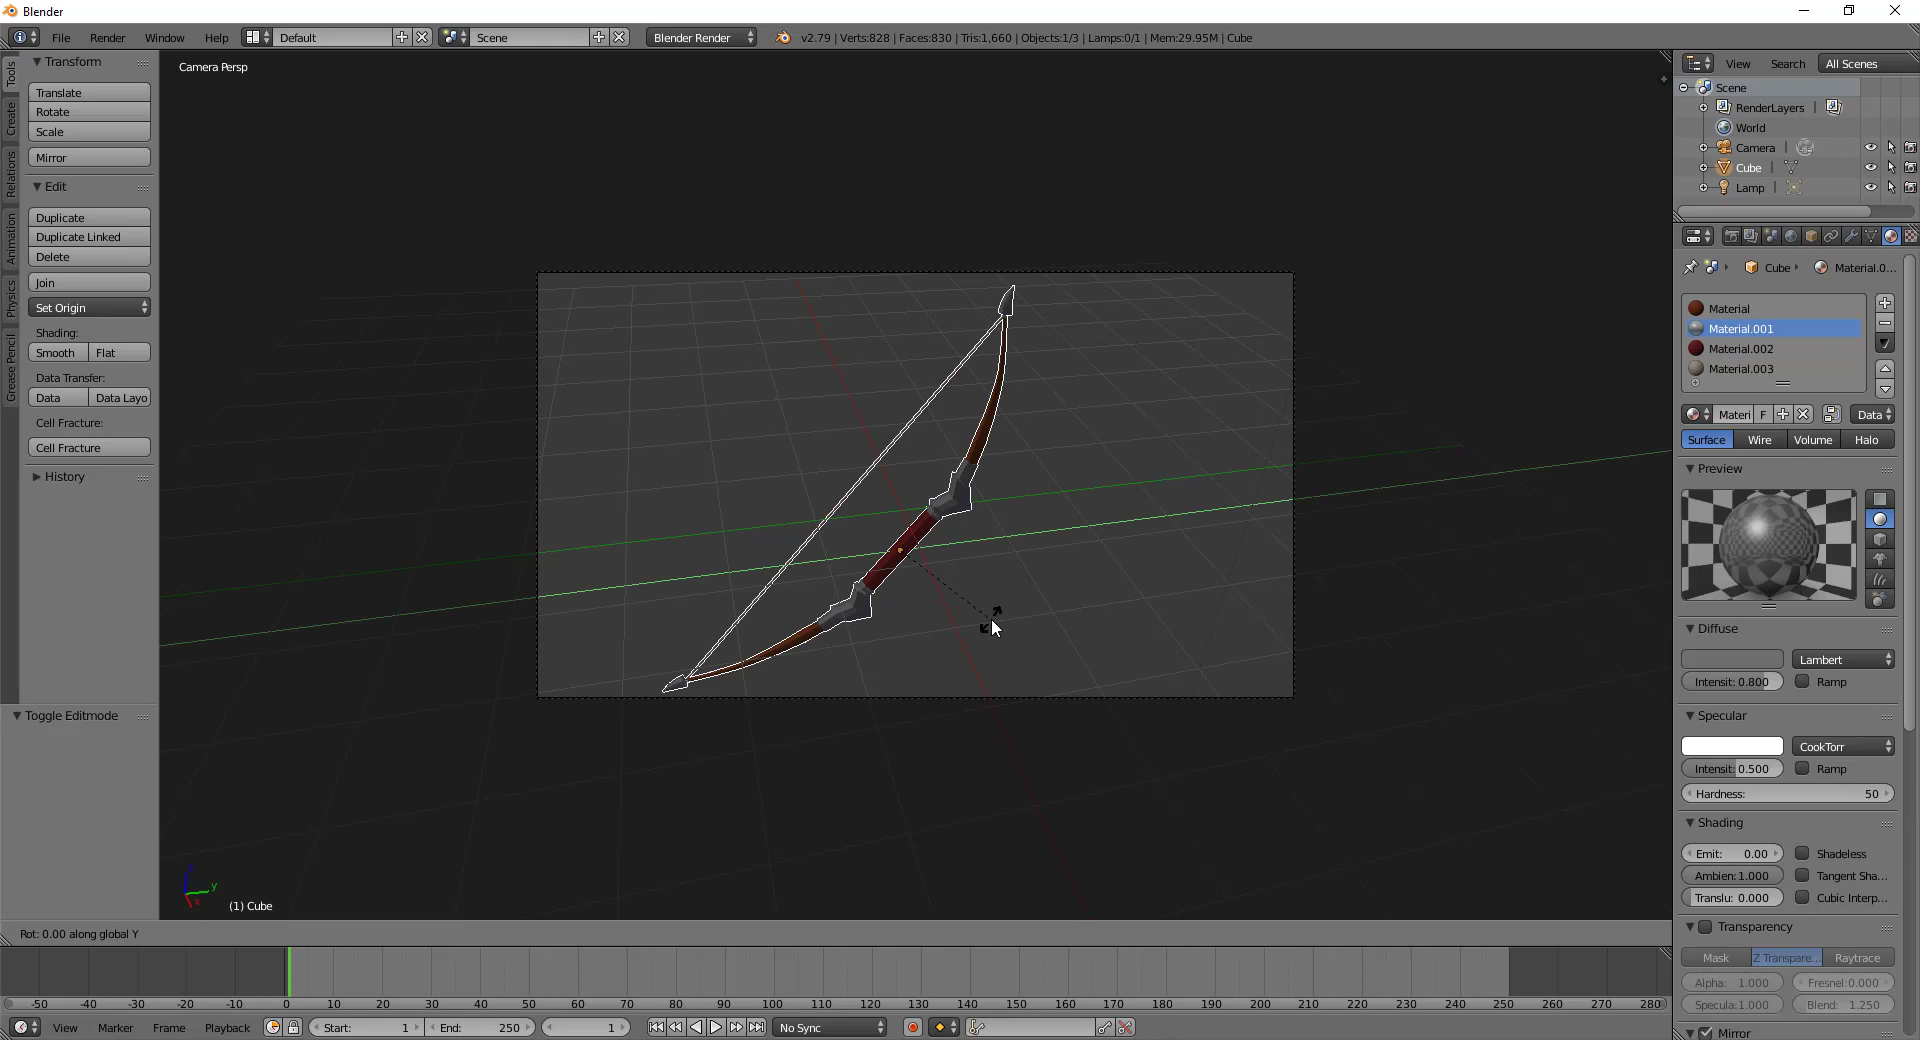 Blender
File Render Window Help Default Scene Blender Render v2.79 | Verts:828 | Faces:830 | Tris:1,660 | Objects:1/3 | Lamps:0/1 | Mem:29.95M | Cube
Tools
Create
Relations
Animation
Physics
Grease Pencil
Transform
Translate
Rotate
Scale
Mirror
Edit
Duplicate
Duplicate Linked
Delete
Join
Set Origin
Shading:
Smooth Flat
Data Transfer:
Data Data Layo
Cell Fracture:
Cell Fracture
History
Toggle Editmode
Camera Persp
y
x
(1) Cube
Rot: 0.00 along global Y
View Search All Scenes
Scene
RenderLayers |
World
Camera |
Cube |
Lamp |
Cube Material.0...
Material
Material.001
Material.002
Material.003
Materi F Data
Surface Wire Volume Halo
Preview
Diffuse
Lambert
Intensit: 0.800 Ramp
Specular
CookTorr
Intensit: 0.500 Ramp
Hardness: 50
Shading
Emit: 0.00 Shadeless
Ambien: 1.000 Tangent Sha...
Translu: 0.000 Cubic Interp...
Transparency
Mask Z Transpare... Raytrace
Alpha: 1.000 Fresnel: 0.000
Specula: 1.000 Blend: 1.250
Mirror
-50 -40 -30 -20 -10 0 10 20 30 40 50 60 70 80 90 100 110 120 130 140 150 160 170 180 190 200 210 220 230 240 250 260 270 280
View Marker Frame Playback Start: 1 End: 250 1 No Sync